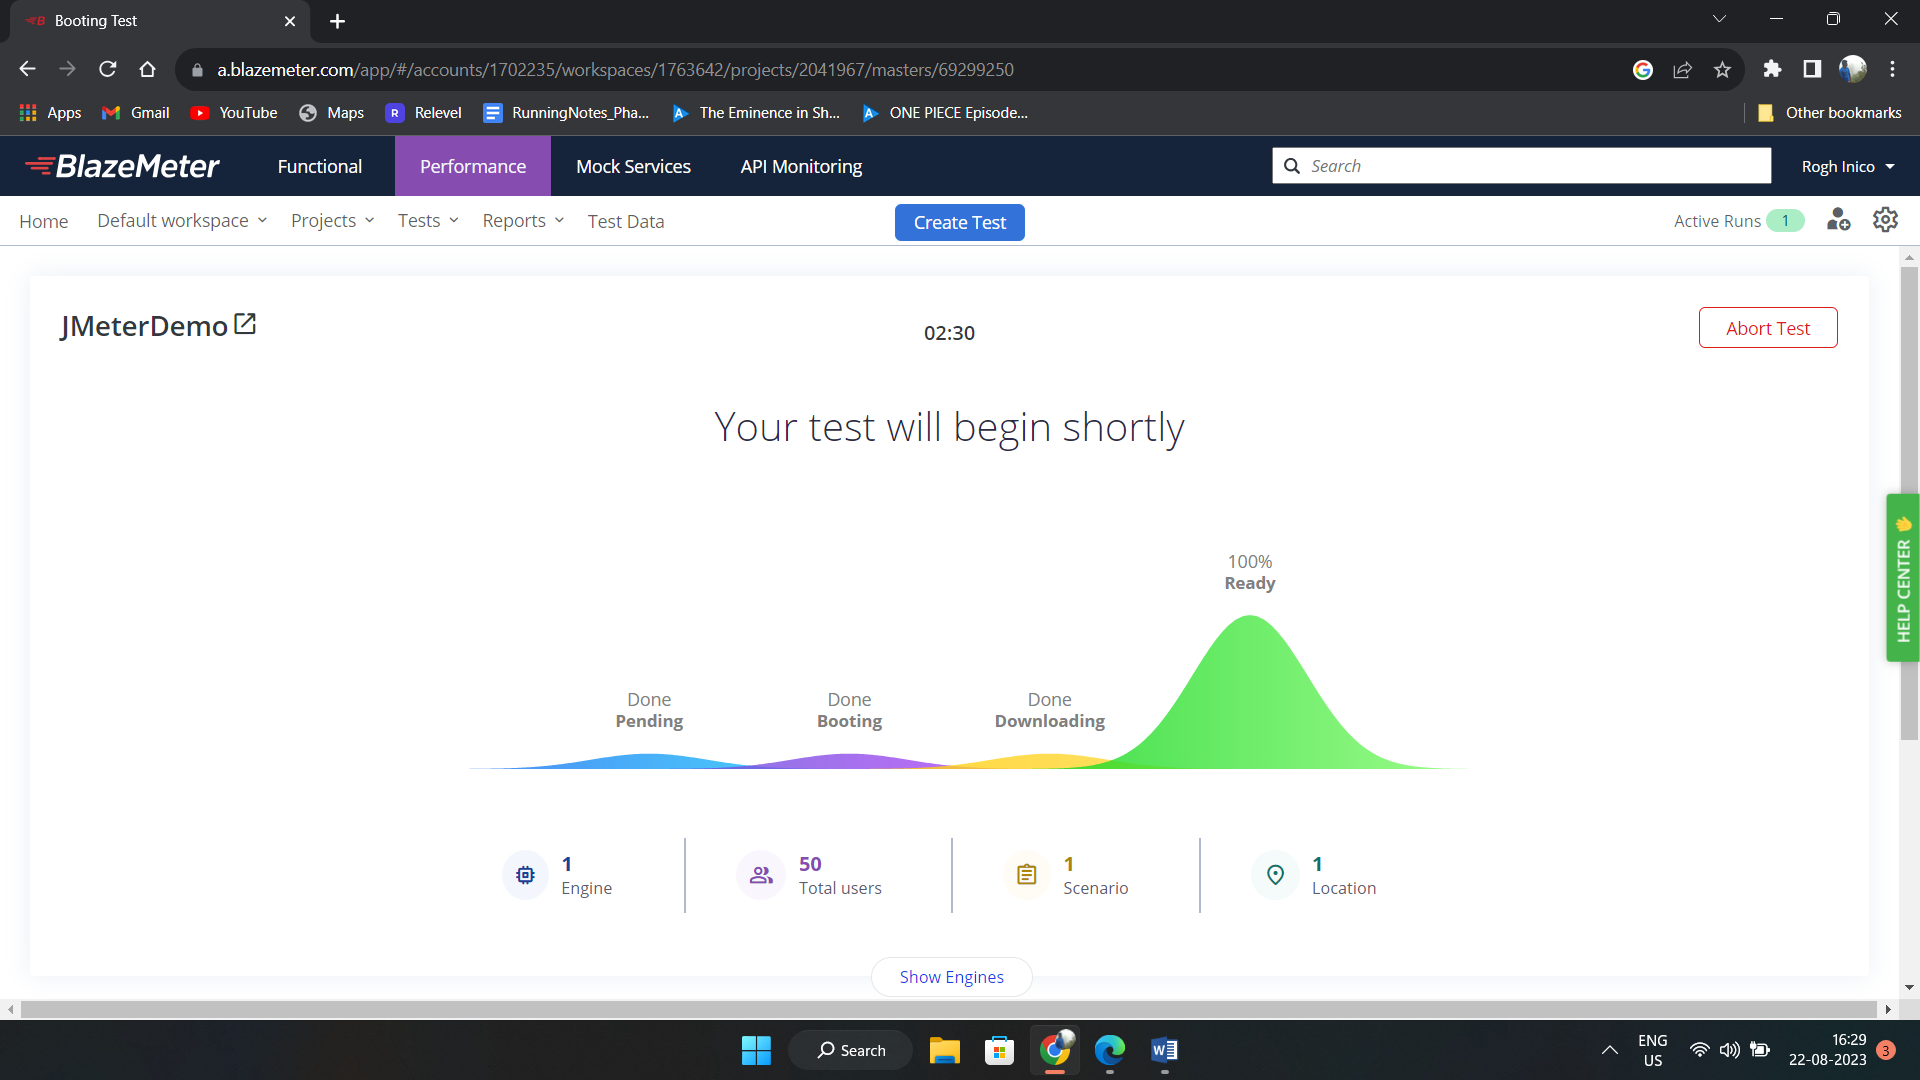 Booting Test
a.blazemeter.com/app/#/accounts/1702235/workspaces/1763642/projects/2041967/masters/69299250
Apps Gmail YouTube Maps R Relevel RunningNotes_Pha... The Eminence in Sh... ONE PIECE Episode... Other bookmarks
BlazeMeter Functional Performance Mock Services API Monitoring Search Rogh Inico
Home Default workspace Projects Tests Reports Test Data Create Test Active Runs 1
JMeterDemo 02:30 Abort Test
Your test will begin shortly
100%
Ready
Done Done Done
Pending Booting Downloading
1 50 1 1
Engine Total users Scenario Location
Show Engines
HELP CENTER
Search ENG 16:29
US 22-08-2023 3